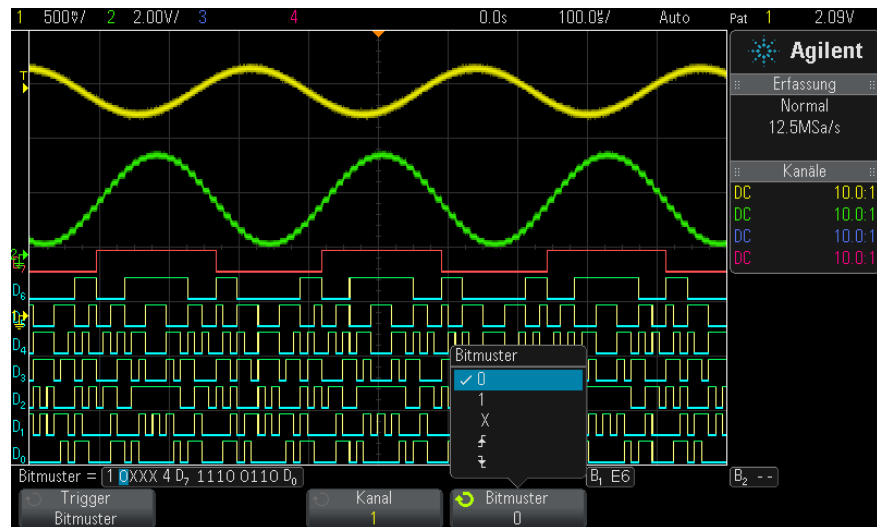 1 500mV/ 2 2.00V/ 3 4 0.0s 100.0µs/ Auto Pat 1 2.09V
Agilent
Erfassung
Normal
12.5MSa/s
Kanäle
DC 10.0:1
DC 10.0:1
DC 10.0:1
DC 10.0:1
T
2
D6
D4
D3
D2
D1
D0
Bitmuster
✓ 0
1
X
Bitmuster = 1 0XXX 4 D7 1110 0110 D0 B1 E6 B2 --
Trigger
Bitmuster
Kanal
1
Bitmuster
0